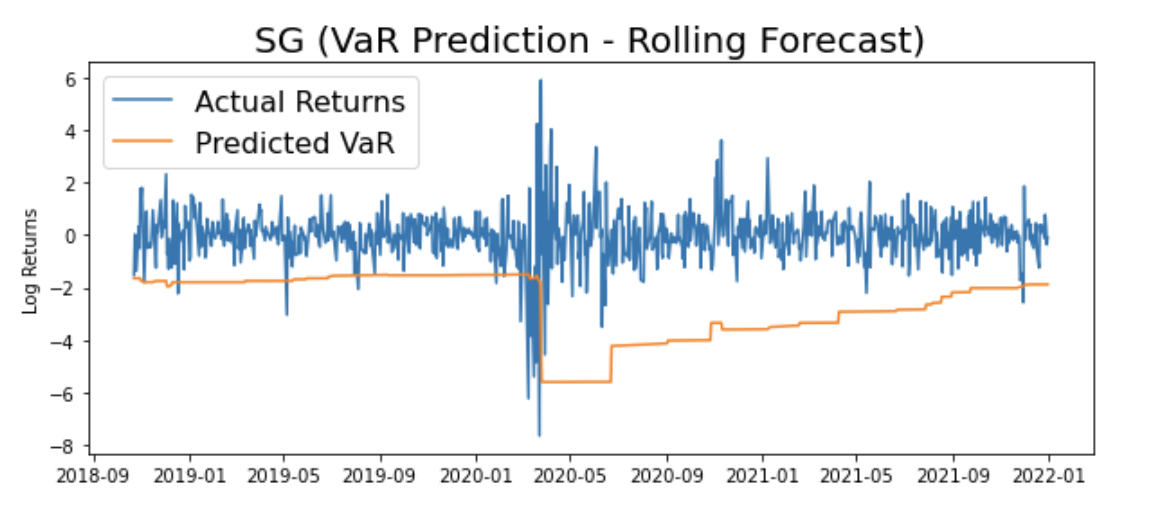 SG (VaR Prediction - Rolling Forecast)
Actual Returns
Predicted VaR
Log Returns
6
4
2
0
−2
−4
−6
−8
2018-09 2019-01 2019-05 2019-09 2020-01 2020-05 2020-09 2021-01 2021-05 2021-09 2022-01